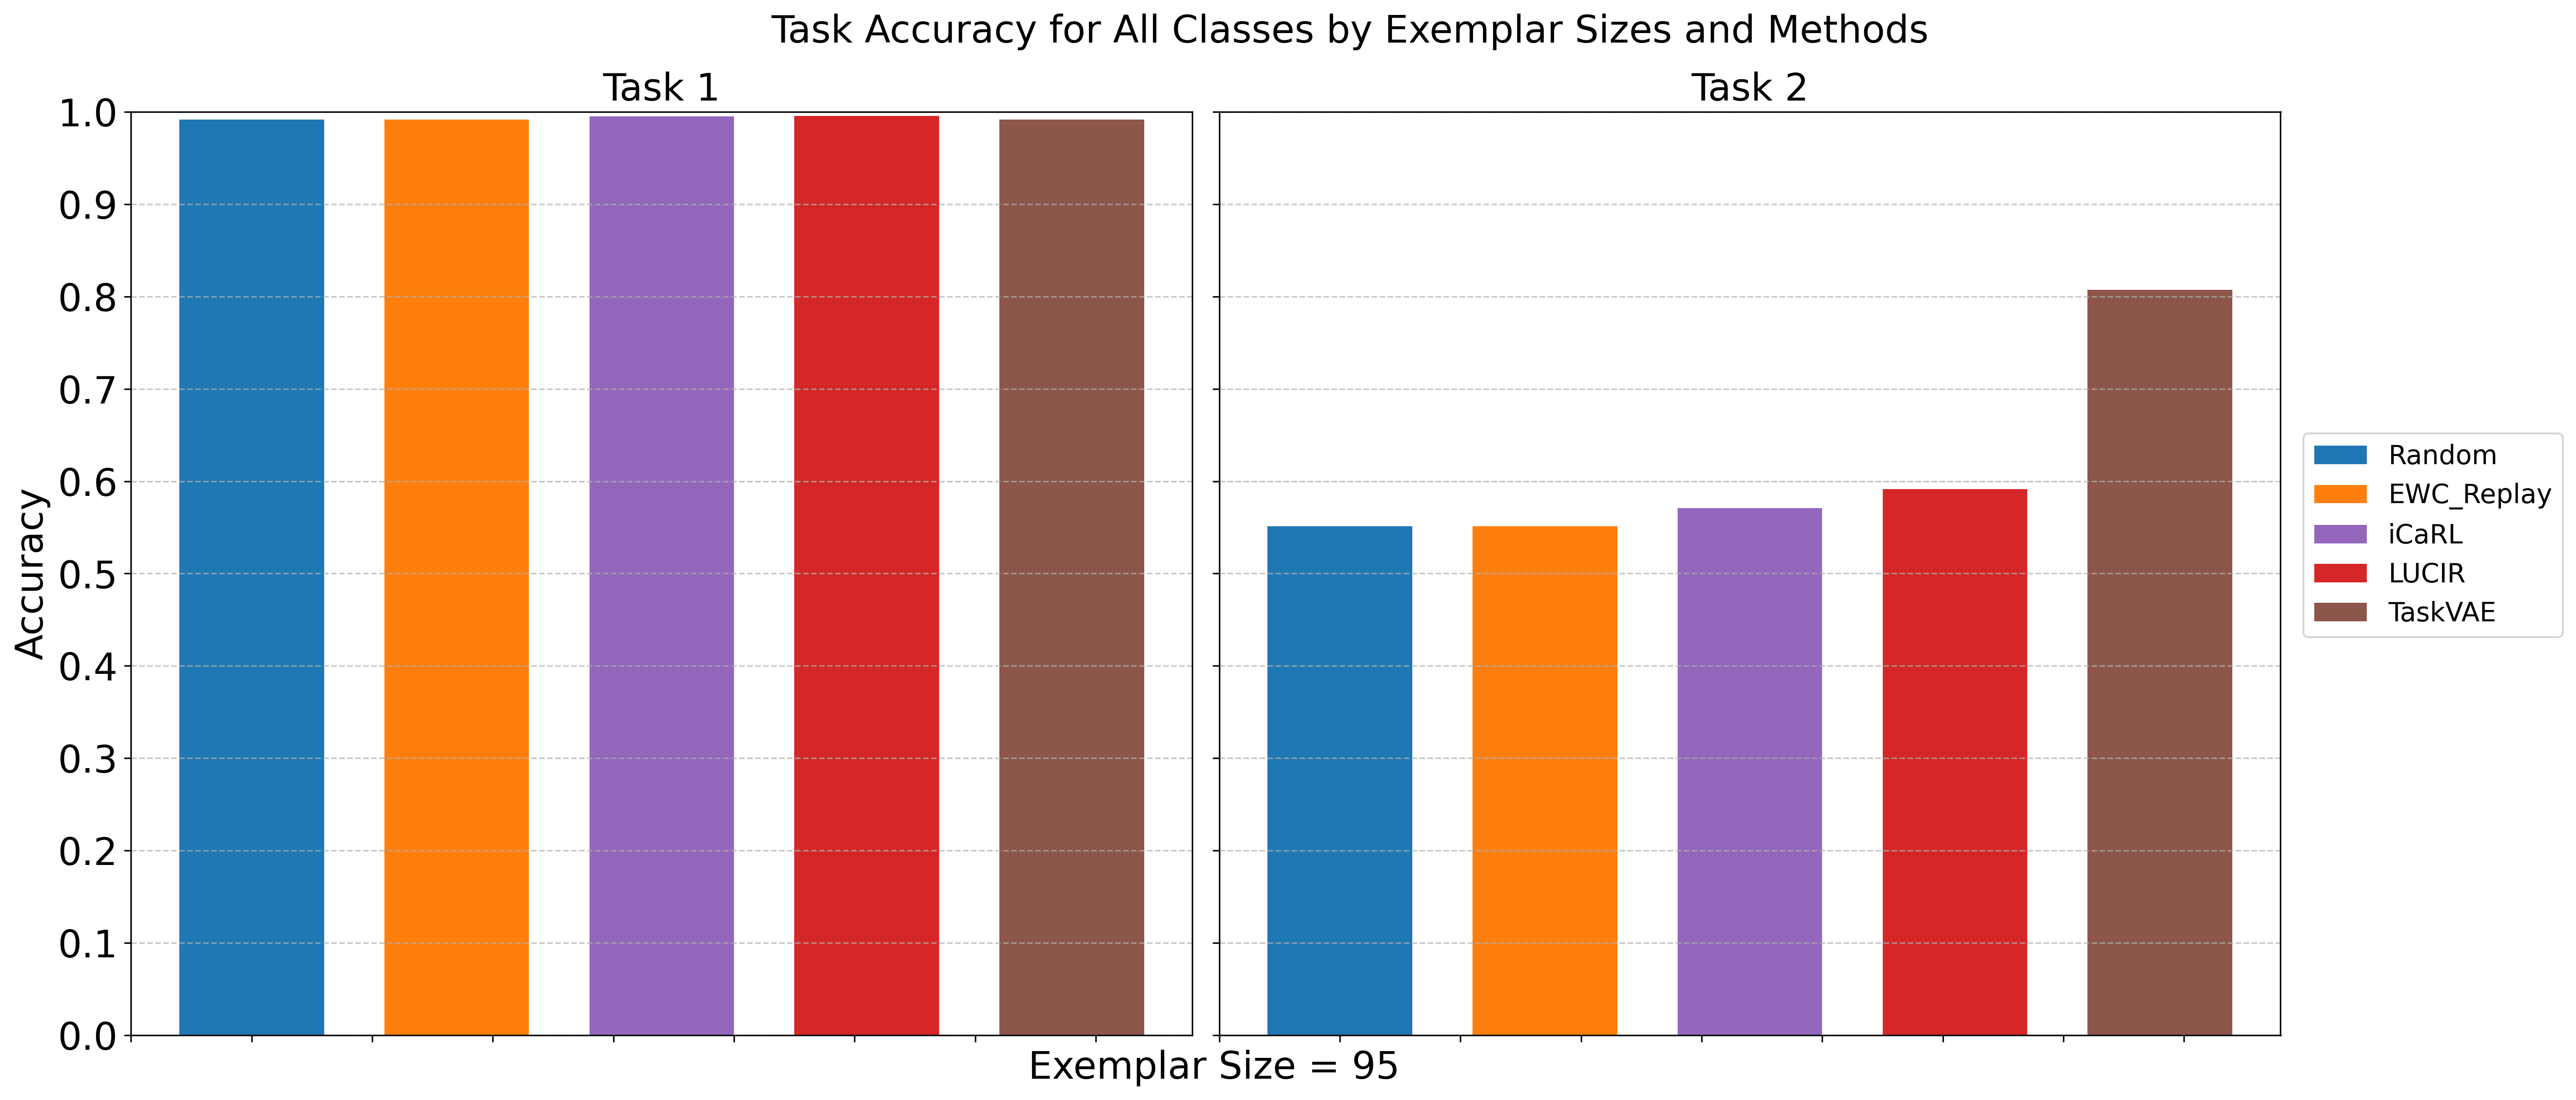 Task Accuracy for All Classes by Exemplar Sizes and Methods
Task 1
Task 2
1.0
0.9
0.8
0.7
0.6
0.5
0.4
0.3
0.2
0.1
0.0
Accuracy
Exemplar Size = 95
Random
EWC_Replay
iCaRL
LUCIR
TaskVAE